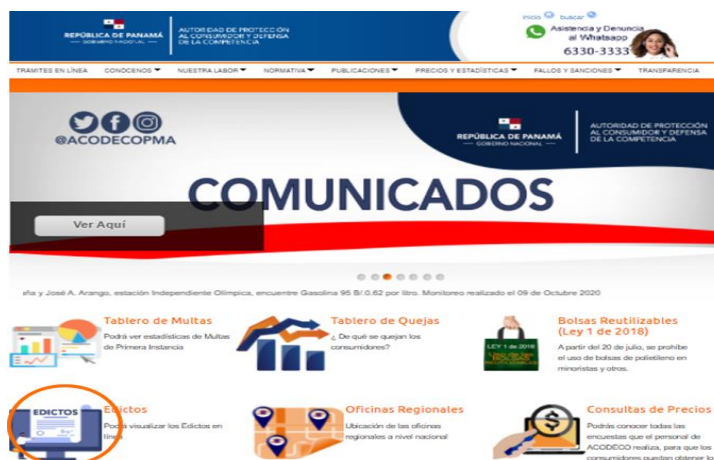 inicio buscar
REPÚBLICA DE PANAMÁ
— GOBIERNO NACIONAL —
AUTORIDAD DE PROTECCIÓN
AL CONSUMIDOR Y DEFENSA
DE LA COMPETENCIA
Asistencia y Denuncia
al Whatsapp
6330-3333
TRÁMITES EN LÍNEA CONÓCENOS NUESTRA LABOR NORMATIVA PUBLICACIONES PRECIOS Y ESTADÍSTICAS FALLOS Y SANCIONES TRANSPARENCIA
@ACODECOPMA
REPÚBLICA DE PANAMÁ
— GOBIERNO NACIONAL —
AUTORIDAD DE PROTECCIÓN
AL CONSUMIDOR Y DEFENSA
DE LA COMPETENCIA
COMUNICADOS
Ver Aquí
eña y José A. Arango, estación Independiente Olímpica, encuentre Gasolina 95 B/.0.62 por litro. Monitoreo realizado el 09 de Octubre 2020
Tablero de Multas
Podrá ver estadísticas de Multas
de Primera Instancia
Tablero de Quejas
¿ De qué se quejan los
consumidores?
LEY 1 de 2018
Bolsas Reutilizables
(Ley 1 de 2018)
A partir del 20 de julio, se prohíbe
el uso de bolsas de polietileno en
minoristas y otros.
EDICTOS
Edictos
Podrá visualizar los Edictos en
línea
Oficinas Regionales
Ubicación de las oficinas
regionales a nivel nacional
Consultas de Precios
Podrás conocer todas las
encuestas que el personal de
ACODECO realiza, para que los
consumidores puedan obtener lo